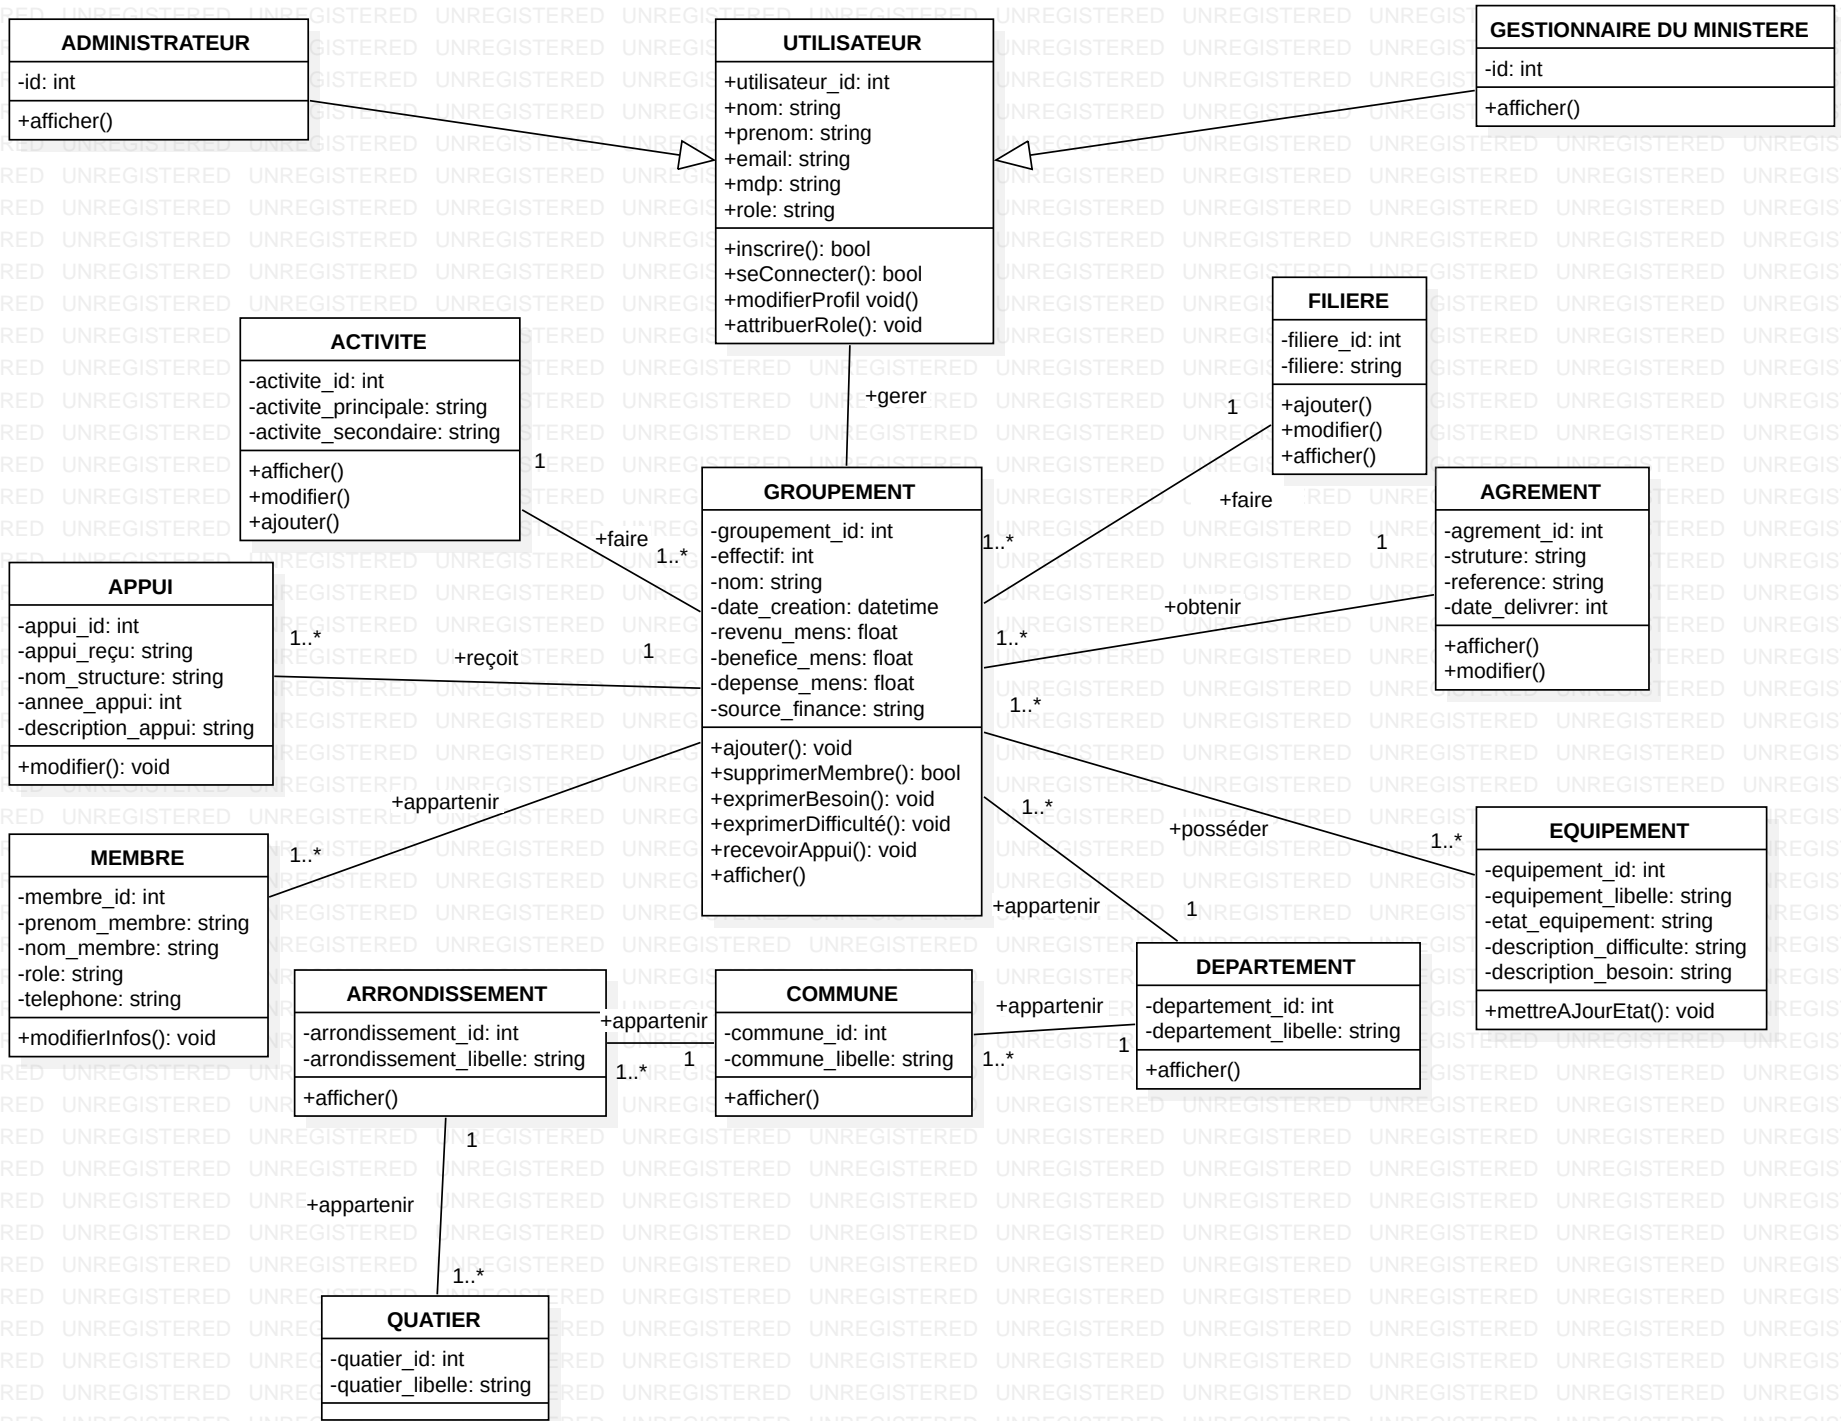 ADMINISTRATEUR
-id: int
+afficher()
UTILISATEUR
+utilisateur_id: int
+nom: string
+prenom: string
+email: string
+mdp: string
+role: string
+inscrire(): bool
+seConnecter(): bool
+modifierProfil void()
+attribuerRole(): void
GESTIONNAIRE DU MINISTERE
-id: int
+afficher()
+gerer
ACTIVITE
-activite_id: int
-activite_principale: string
-activite_secondaire: string
+afficher()
+modifier()
+ajouter()
1
+faire
1..*
FILIERE
-filiere_id: int
-filiere: string
+ajouter()
+modifier()
+afficher()
1
+faire
1..*
GROUPEMENT
-groupement_id: int
-effectif: int
-nom: string
-date_creation: datetime
-revenu_mens: float
-benefice_mens: float
-depense_mens: float
-source_finance: string
+ajouter(): void
+supprimerMembre(): bool
+exprimerBesoin(): void
+exprimerDifficulté(): void
+recevoirAppui(): void
+afficher()
AGREMENT
-agrement_id: int
-struture: string
-reference: string
-date_delivrer: int
+afficher()
+modifier()
1
+obtenir
1..*
APPUI
-appui_id: int
-appui_reçu: string
-nom_structure: string
-annee_appui: int
-description_appui: string
+modifier(): void
1..*
+reçoit
1
MEMBRE
-membre_id: int
-prenom_membre: string
-nom_membre: string
-role: string
-telephone: string
+modifierInfos(): void
+appartenir
1..*
1..*
+posséder
1..*
EQUIPEMENT
-equipement_id: int
-equipement_libelle: string
-etat_equipement: string
-description_difficulte: string
-description_besoin: string
+mettreAJourEtat(): void
1..*
+appartenir
1
DEPARTEMENT
-departement_id: int
-departement_libelle: string
+afficher()
+appartenir
1
1..*
COMMUNE
-commune_id: int
-commune_libelle: string
+afficher()
+appartenir
1
1..*
ARRONDISSEMENT
-arrondissement_id: int
-arrondissement_libelle: string
+afficher()
1
+appartenir
1..*
QUATIER
-quatier_id: int
-quatier_libelle: string